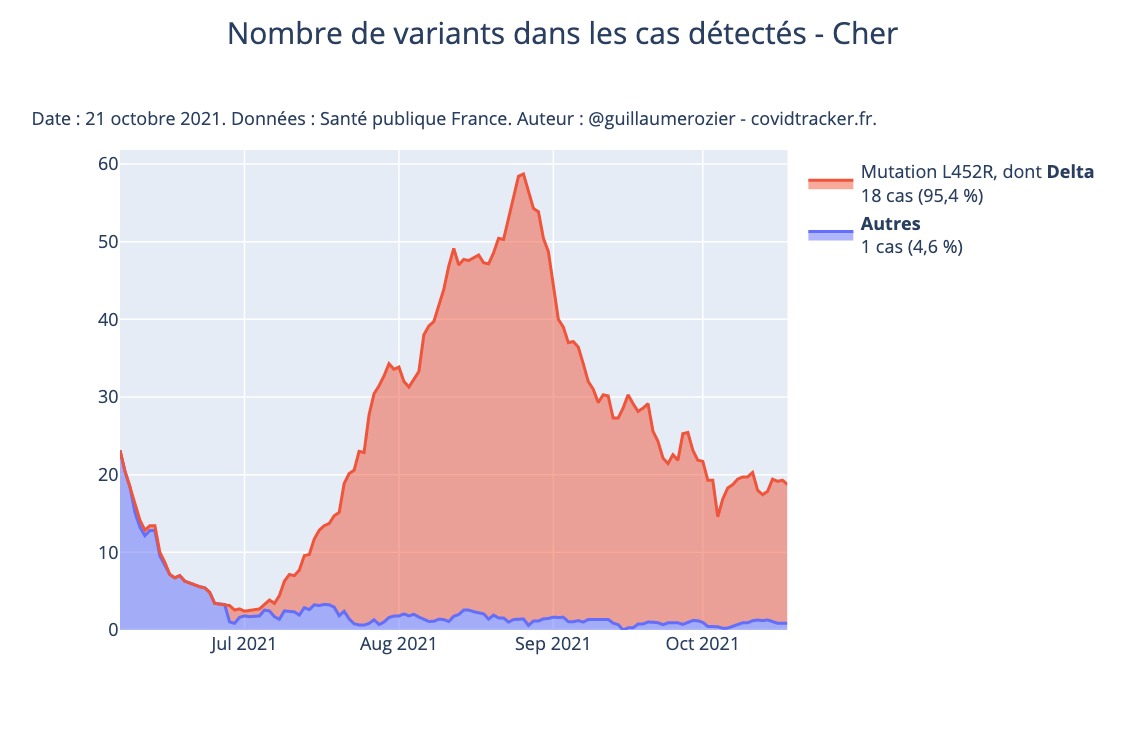 Nombre de variants dans les cas détectés - Cher
Date : 21 octobre 2021. Données : Santé publique France. Auteur : @guillaumerozier - covidtracker.fr.
Mutation L452R, dont Delta
18 cas (95,4 %)
Autres
1 cas (4,6 %)
60
50
40
30
20
10
0
Jul 2021 Aug 2021 Sep 2021 Oct 2021